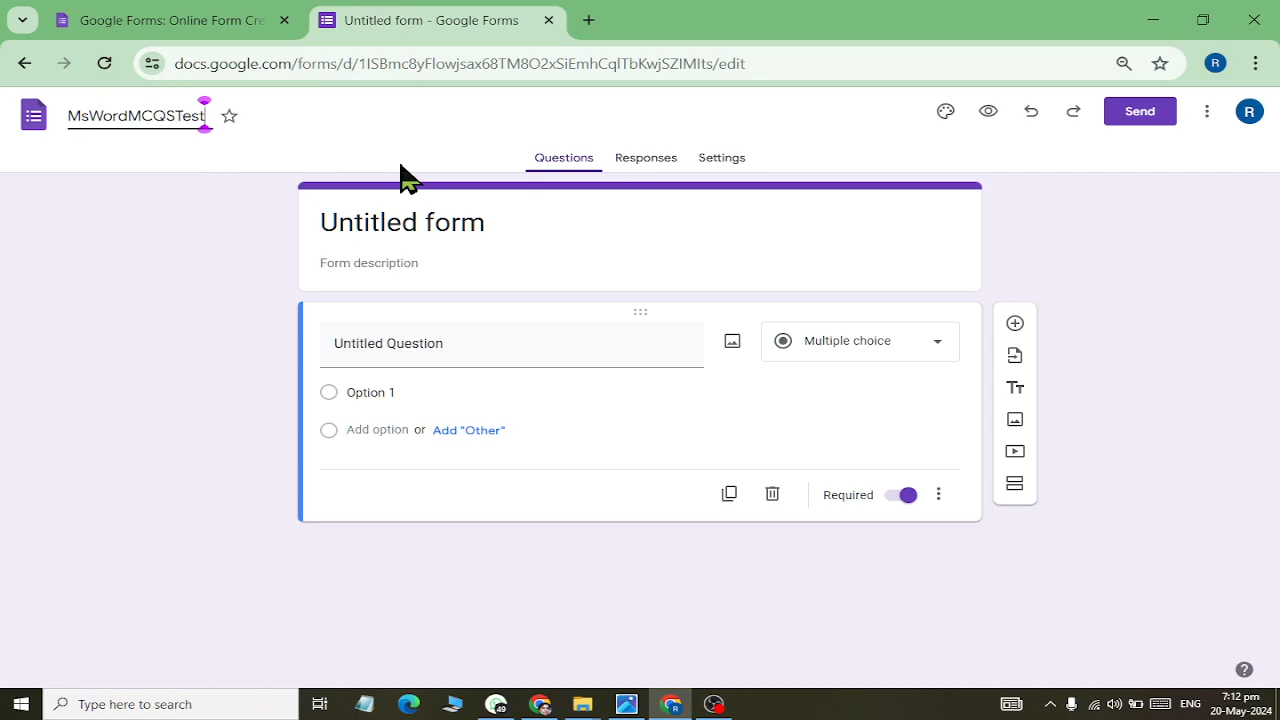 Google Forms: Online Form Cre
Untitled form - Google Forms
docs.google.com/forms/d/1ISBmc8yFlowjsax68TM8O2xSiEmhCqlTbKwjSZIMIts/edit
R
MsWordMCQSTest
Send
R
Questions Responses Settings
Untitled form
Form description
Untitled Question
Multiple choice
Option 1
Add option or Add "Other"
Required
Type here to search
49
R
ENG
7:12 pm
20-May-2024